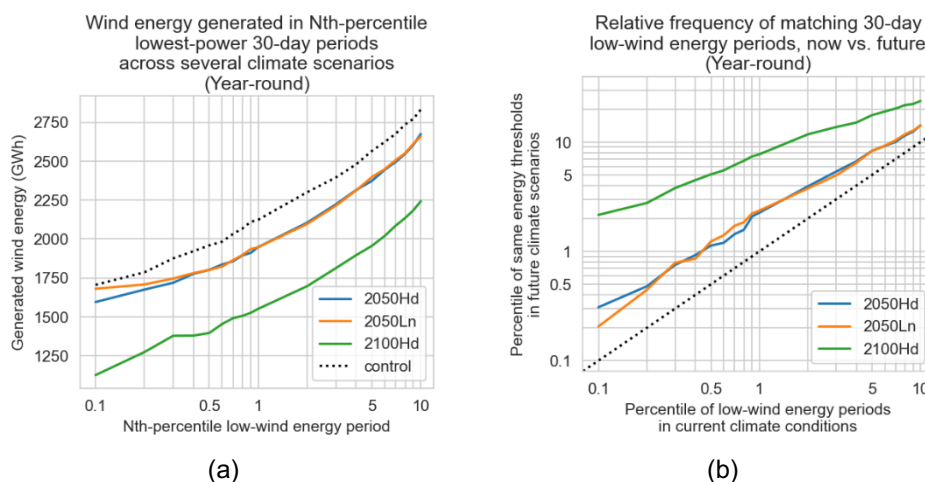 Wind energy generated in Nth-percentile
lowest-power 30-day periods
across several climate scenarios
(Year-round)
Generated wind energy (GWh)
2750
2500
2250
2000
1750
1500
1250
2050Hd
2050Ln
2100Hd
control
0.1
0.5
1
5
10
Nth-percentile low-wind energy period
(a)
Relative frequency of matching 30-day
low-wind energy periods, now vs. future
(Year-round)
Percentile of same energy thresholds
in future climate scenarios
10
5
1
0.5
0.1
2050Hd
2050Ln
2100Hd
0.1
0.5
1
5
10
Percentile of low-wind energy periods
in current climate conditions
(b)